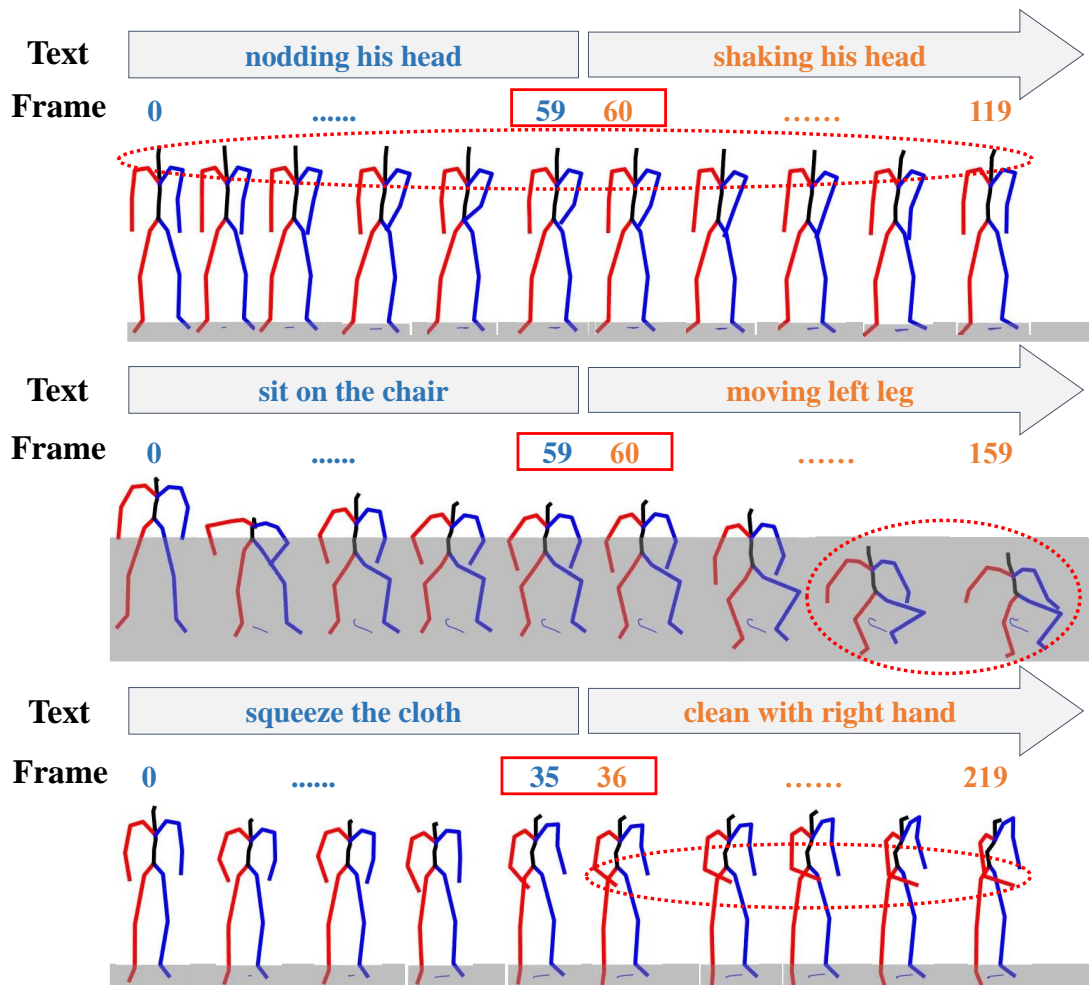 Text nodding his head shaking his head
Frame 0 ...... 59 60 ...... 119
Text sit on the chair moving left leg
Frame 0 ...... 59 60 ...... 159
Text squeeze the cloth clean with right hand
Frame 0 ...... 35 36 ...... 219